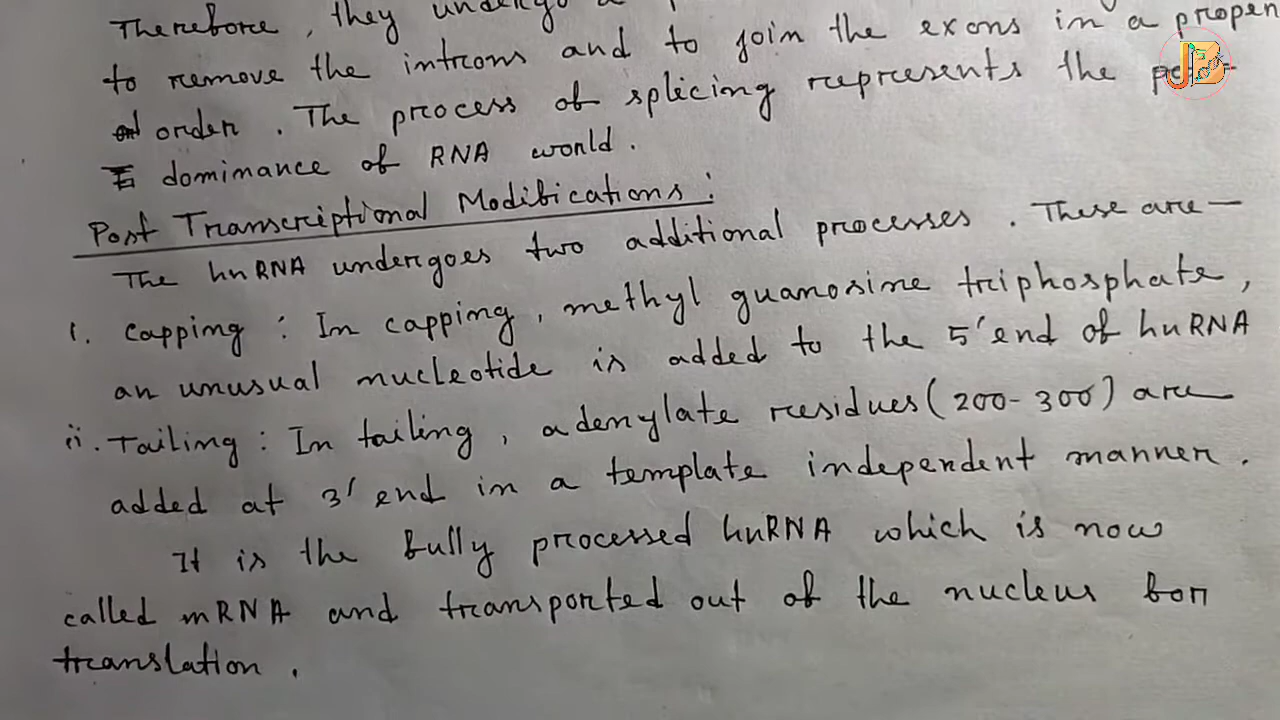 Therefore, they undergo a
to remove the introns and to join the exons in a proper
order. The process of splicing represents the
dominance of RNA world.
Post Transcriptional Modifications:
The hnRNA undergoes two additional processes. These are—
i. Capping: In capping, methyl guanosine triphosphate,
an unusual nucleotide is added to the 5' end of hnRNA
ii. Tailing: In tailing, adenylate residues (200-300) are
added at 3' end in a template independent manner.
It is the fully processed hnRNA which is now
called mRNA and transported out of the nucleus for
translation.